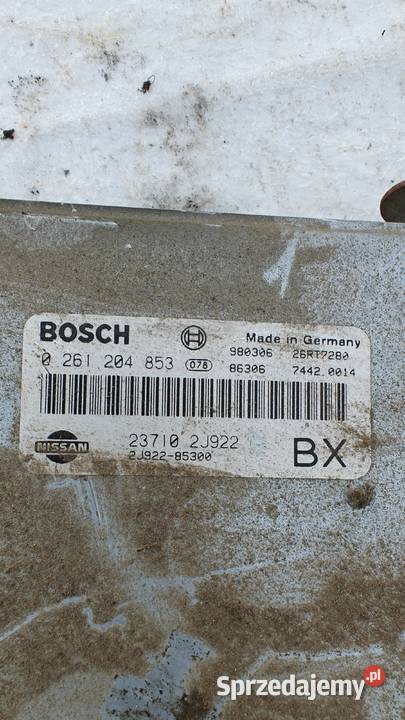 BOSCH
Made in Germany
0 261 204 853 078
980306 26RT7280
86306 7442.0014
NISSAN
23710 2J922
2J922-85300
BX
Sprzedajemy.pl